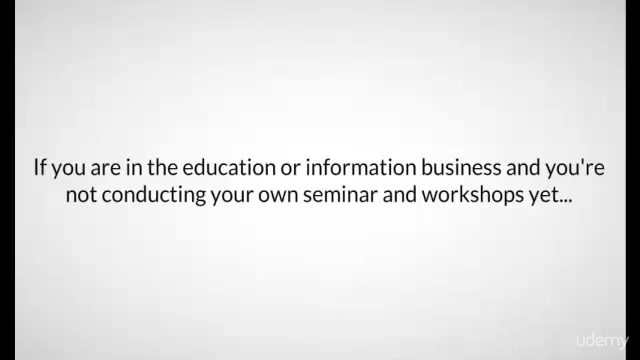 If you are in the education or information business and you're
not conducting your own seminar and workshops yet...
udemy